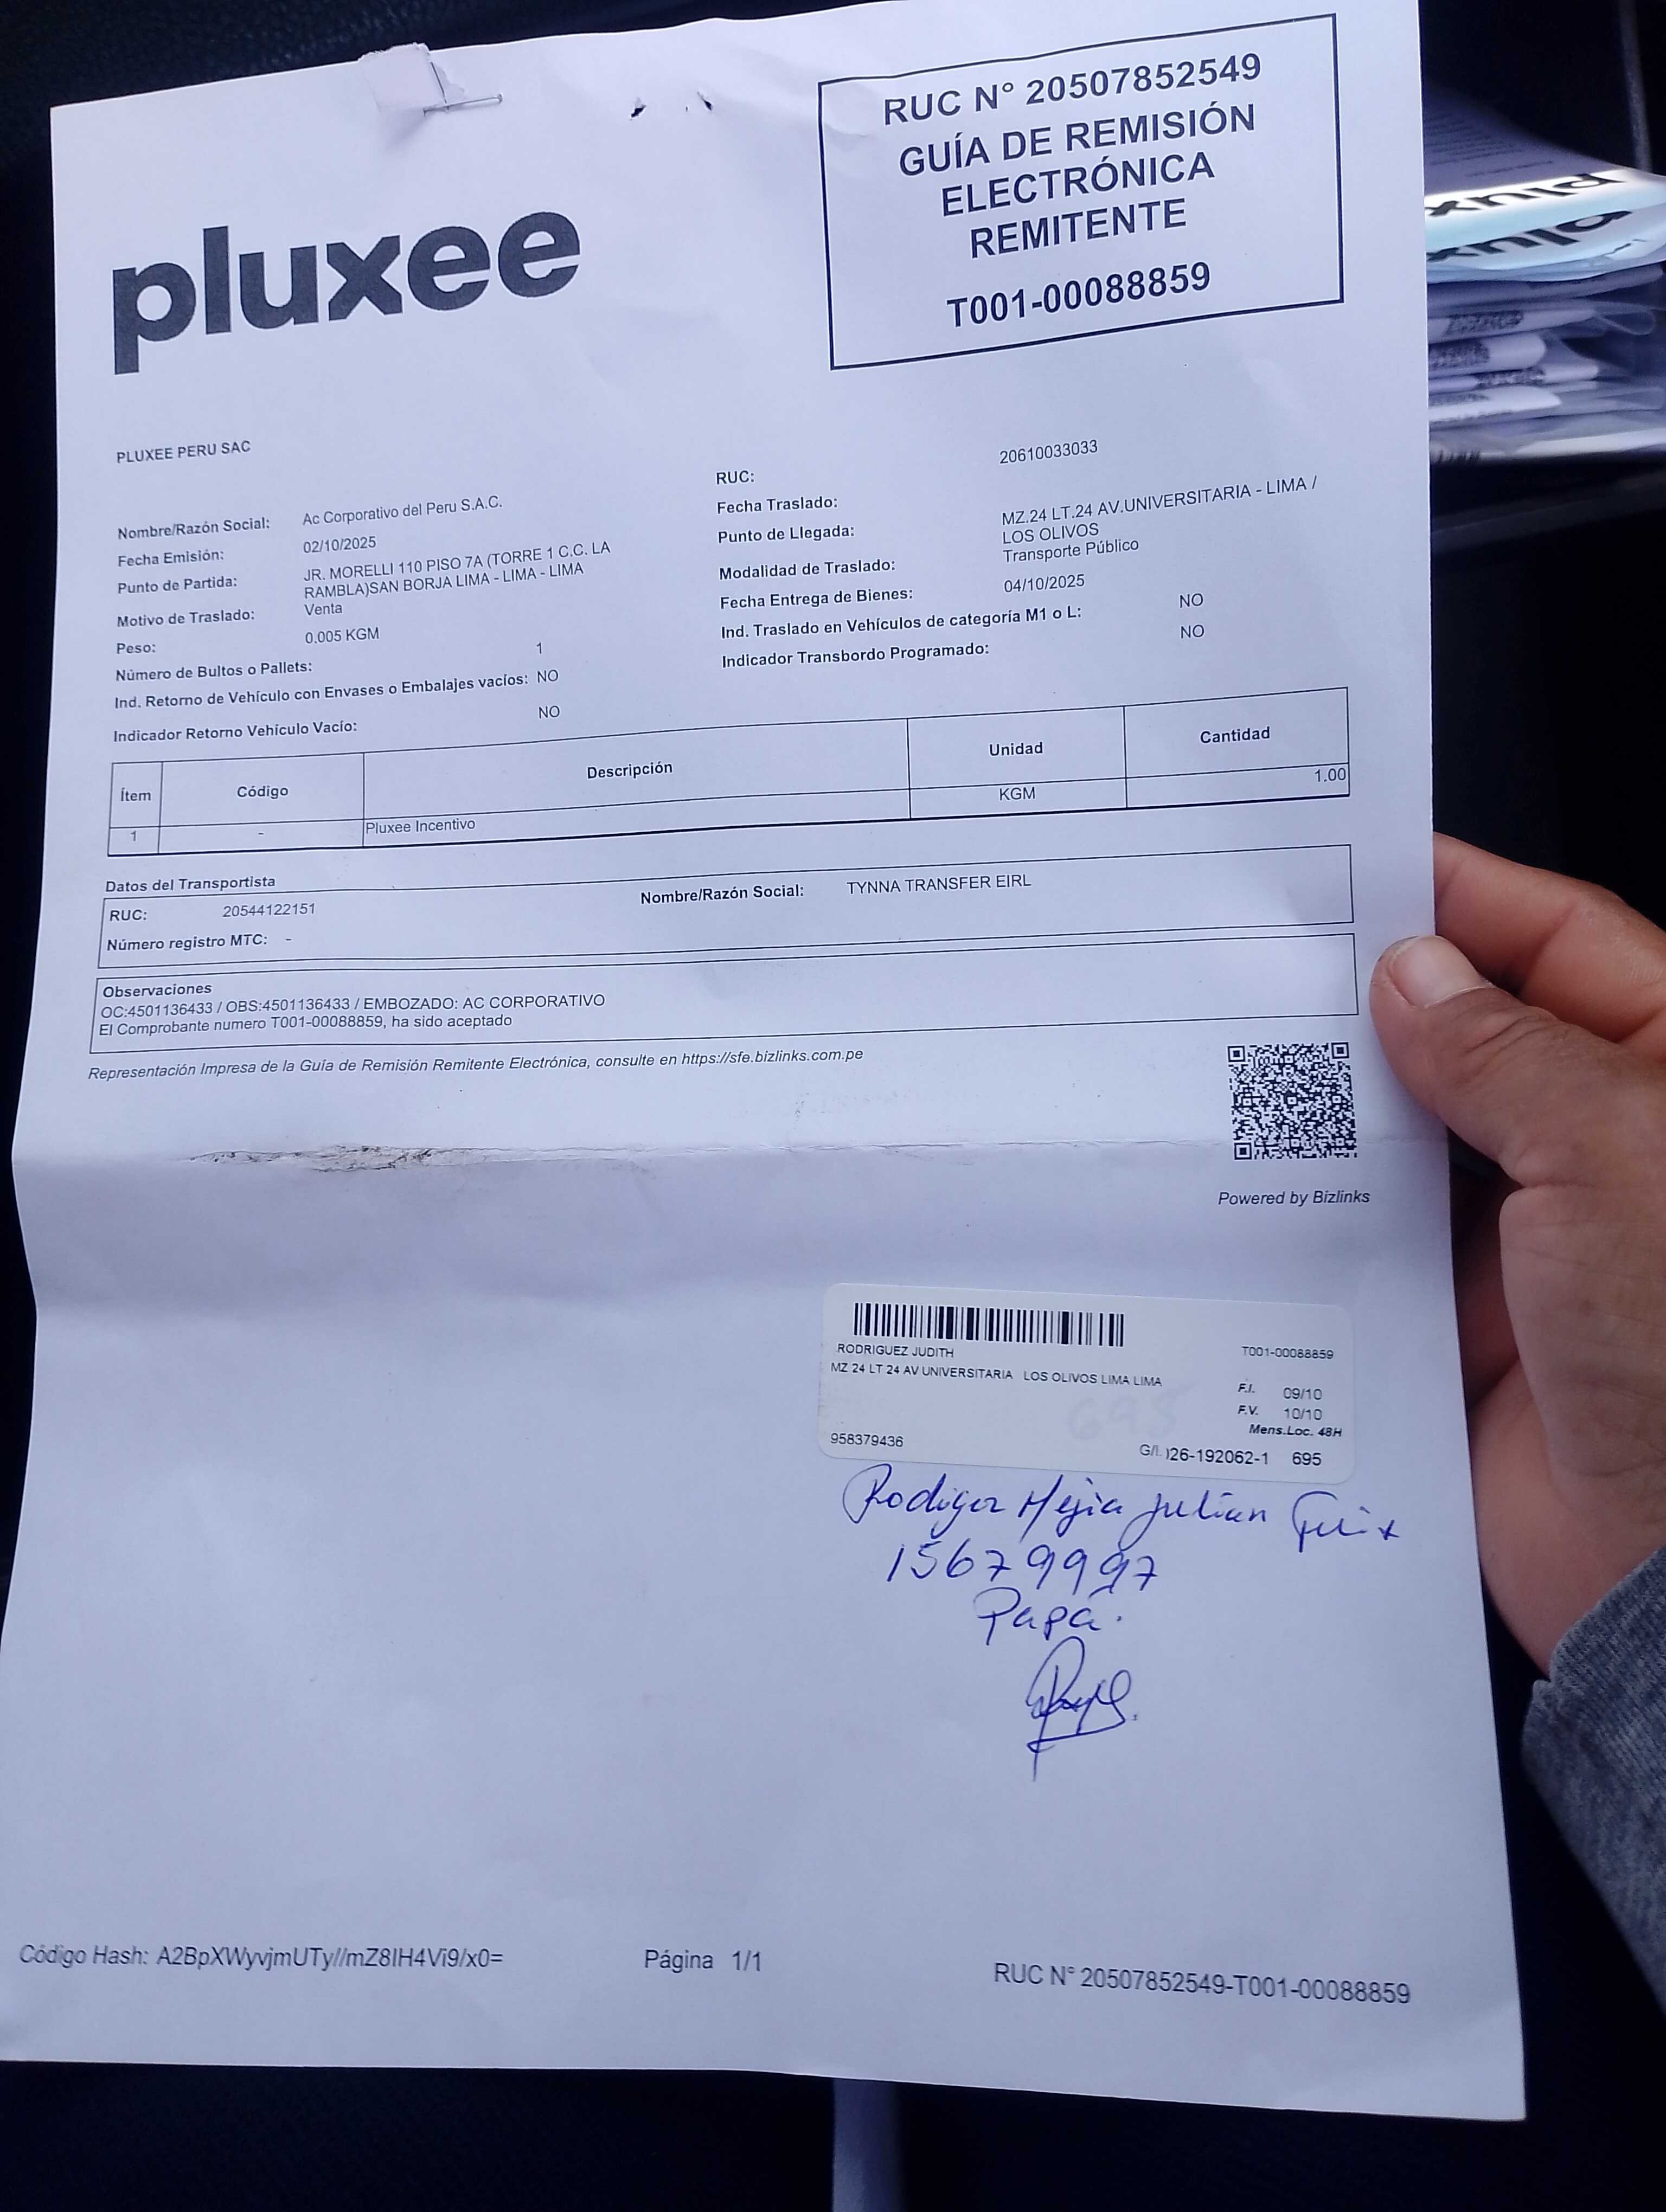 RUC N° 20507852549
GUÍA DE REMISIÓN
ELECTRÓNICA
REMITENTE
T001-00088859
pluxee
PLUXEE PERU SAC
Nombre/Razón Social: Ac Corporativo del Peru S.A.C.
Fecha Emisión: 02/10/2025
Punto de Partida: JR. MORELLI 110 PISO 7A (TORRE 1 C.C. LA
RAMBLA)SAN BORJA LIMA - LIMA - LIMA
Motivo de Traslado: Venta
Peso: 0.005 KGM
Número de Bultos o Pallets: 1
Ind. Retorno de Vehículo con Envases o Embalajes vacíos: NO
Indicador Retorno Vehículo Vacío: NO
RUC: 20610033033
Fecha Traslado:
Punto de Llegada: MZ.24 LT.24 AV.UNIVERSITARIA - LIMA /
LOS OLIVOS
Modalidad de Traslado: Transporte Público
Fecha Entrega de Bienes: 04/10/2025
Ind. Traslado en Vehículos de categoría M1 o L: NO
Indicador Transbordo Programado: NO
Ítem Código Descripción Unidad Cantidad
1 - Pluxee Incentivo KGM 1.00
Datos del Transportista
RUC: 20544122151 Nombre/Razón Social: TYNNA TRANSFER EIRL
Número registro MTC: -
Observaciones
OC:4501136433 / OBS:4501136433 / EMBOZADO: AC CORPORATIVO
El Comprobante numero T001-00088859, ha sido aceptado
Representación Impresa de la Guía de Remisión Remitente Electrónica, consulte en https://sfe.bizlinks.com.pe
Powered by Bizlinks
RODRIGUEZ JUDITH T001-00088859
MZ 24 LT 24 AV UNIVERSITARIA LOS OLIVOS LIMA LIMA
F.I. 09/10
F.V. 10/10
Mens.Loc. 48H
958379436 G/L )26-192062-1 695
Mejia Julian
15679997
Papá.
Código Hash: A2BpXWyvjmUTy//mZ8IH4Vi9/x0= Página 1/1 RUC N° 20507852549-T001-00088859